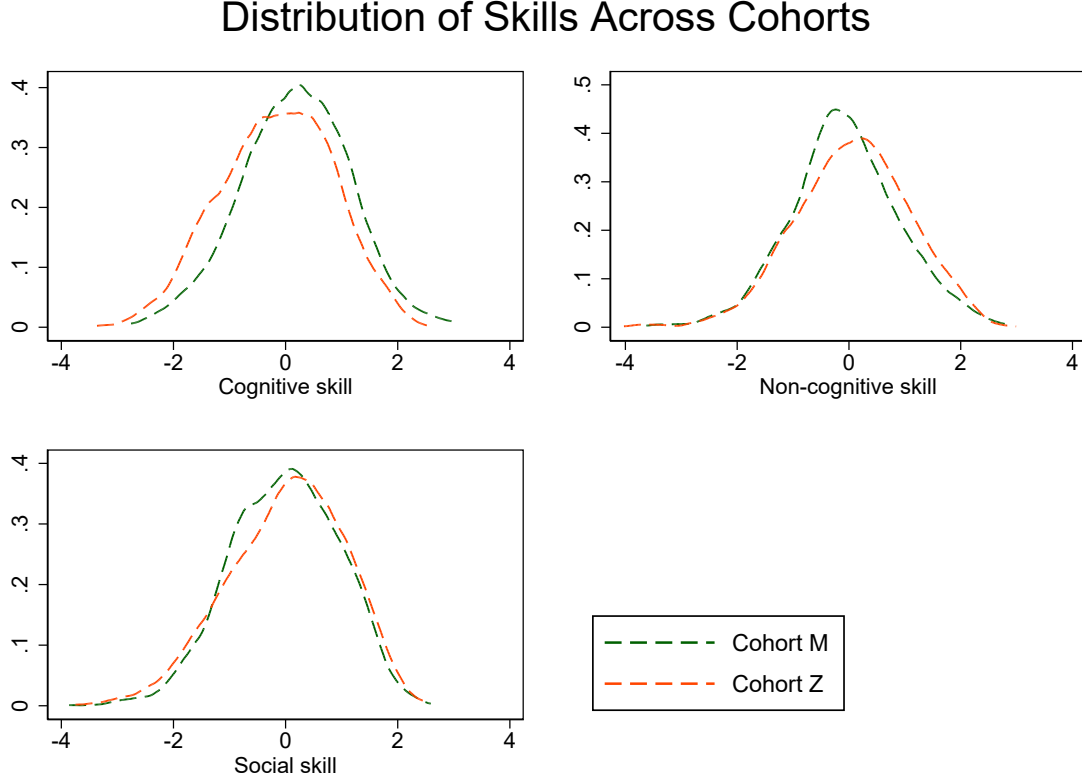 Distribution of Skills Across Cohorts
.4
.3
.2
.1
0
-4 -2 0 2 4
Cognitive skill
.5
.4
.3
.2
.1
0
-4 -2 0 2 4
Non-cognitive skill
.4
.3
.2
.1
0
-4 -2 0 2 4
Social skill
Cohort M
Cohort Z